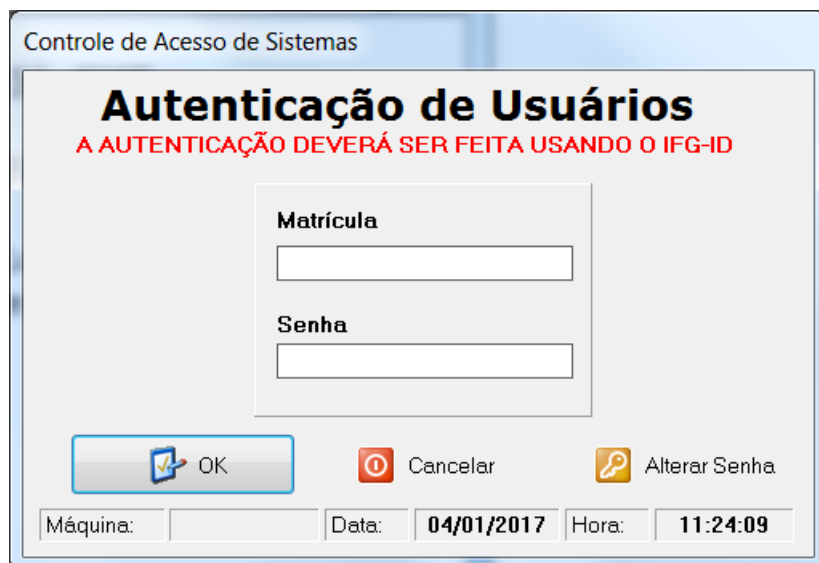 Controle de Acesso de Sistemas
Autenticação de Usuários
A AUTENTICAÇÃO DEVERÁ SER FEITA USANDO O IFG-ID
Matrícula
Senha
OK Cancelar Alterar Senha
Máquina: Data: 04/01/2017 Hora: 11:24:09